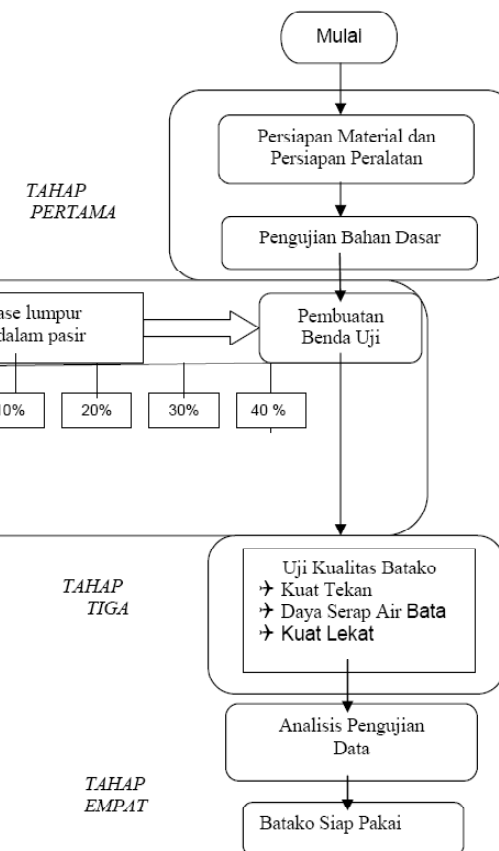 Mulai
Persiapan Material dan
Persiapan Peralatan
TAHAP
PERTAMA
Pengujian Bahan Dasar
ase lumpur
dalam pasir
Pembuatan
Benda Uji
10%
20%
30%
40 %
Uji Kualitas Batako
Kuat Tekan
Daya Serap Air Bata
Kuat Lekat
TAHAP
TIGA
Analisis Pengujian
Data
TAHAP
EMPAT
Batako Siap Pakai